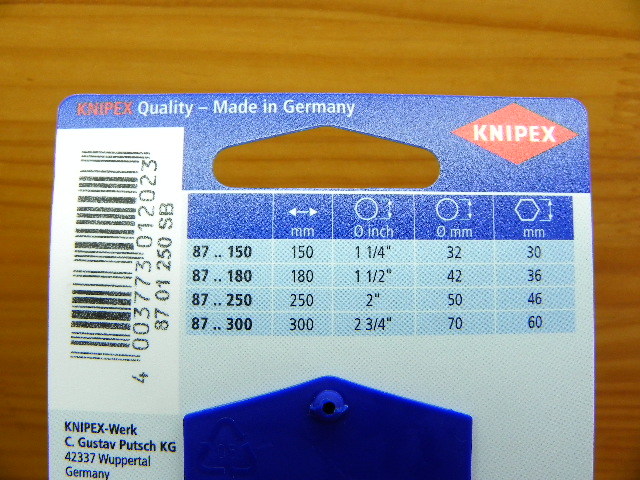 KNIPEX Quality – Made in Germany
KNIPEX
4 003773 012023
87 01 250 SB
mm Ø inch Ø mm mm
87 .. 150 150 1 1/4" 32 30
87 .. 180 180 1 1/2" 42 36
87 .. 250 250 2" 50 46
87 .. 300 300 2 3/4" 70 60
KNIPEX-Werk
C. Gustav Putsch KG
42337 Wuppertal
Germany